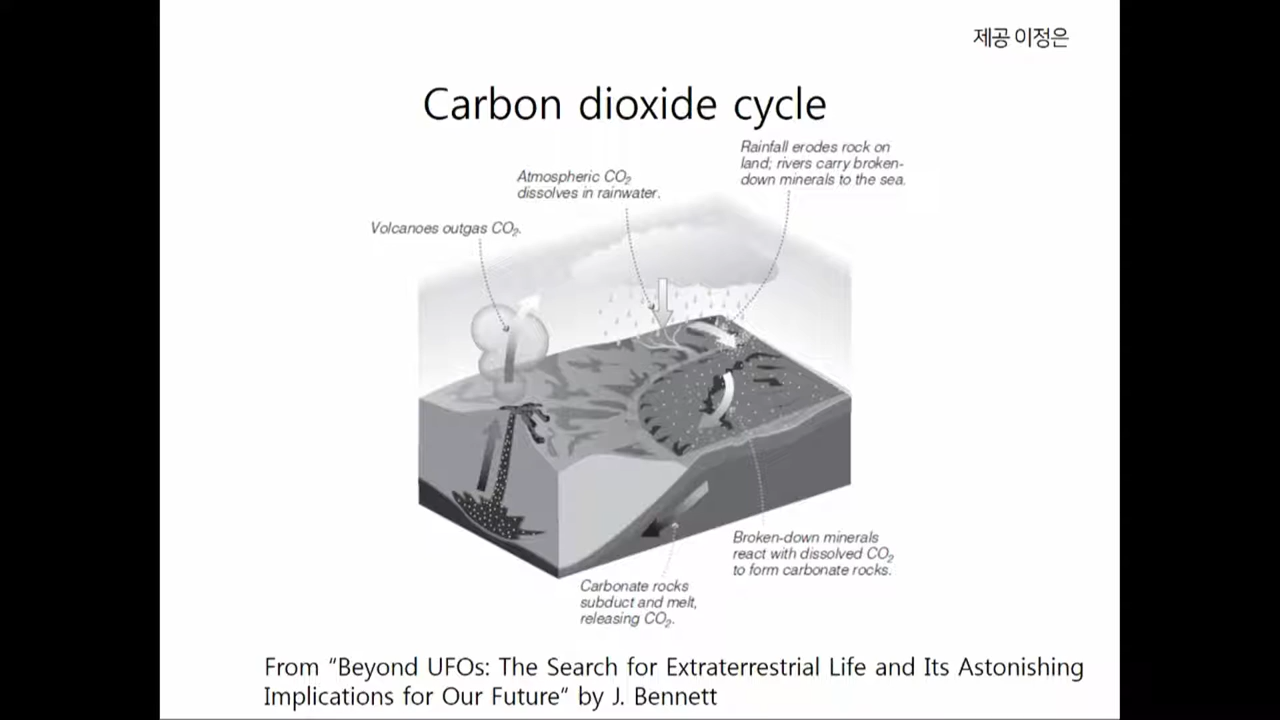 제공 이정은
Carbon dioxide cycle
Rainfall erodes rock on
land; rivers carry broken-
down minerals to the sea.
Atmospheric CO₂
dissolves in rainwater.
Volcanoes outgas CO₂.
Broken-down minerals
react with dissolved CO₂
to form carbonate rocks.
Carbonate rocks
subduct and melt,
releasing CO₂.
From “Beyond UFOs: The Search for Extraterrestrial Life and Its Astonishing
Implications for Our Future“ by J. Bennett